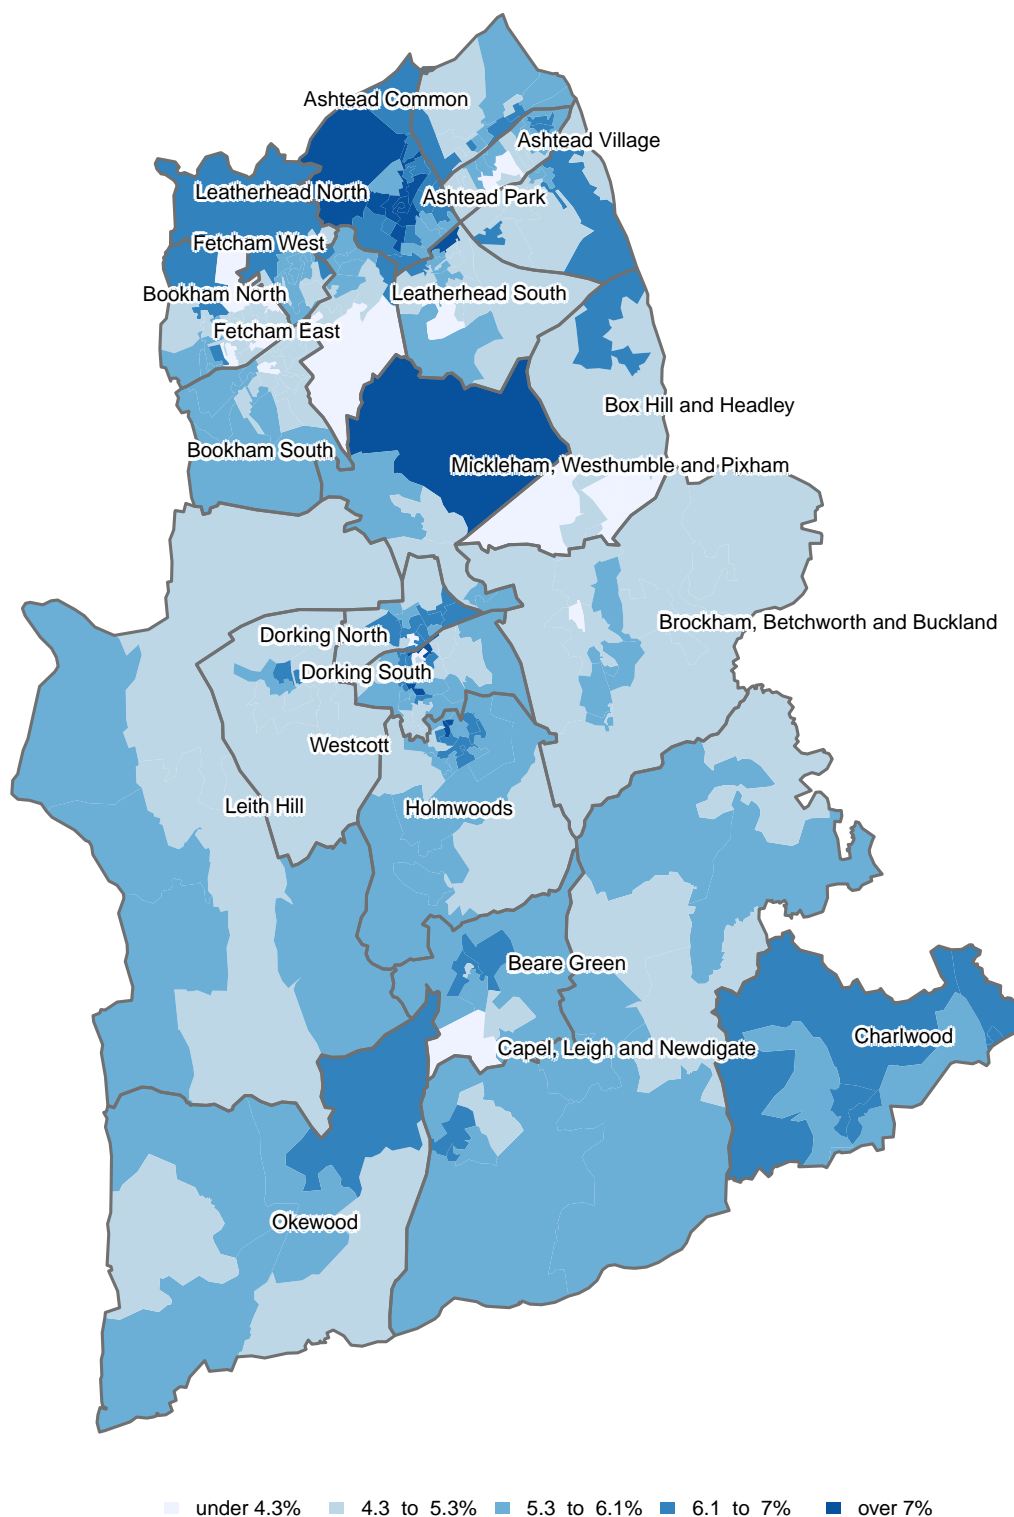 Ashtead Common
Ashtead Village
Leatherhead North
Ashtead Park
Fetcham West
Bookham North
Leatherhead South
Fetcham East
Box Hill and Headley
Bookham South
Mickleham, Westhumble and Pixham
Brockham, Betchworth and Buckland
Dorking North
Dorking South
Westcott
Leith Hill
Holmwoods
Beare Green
Charlwood
Capel, Leigh and Newdigate
Okewood
under 4.3% 4.3 to 5.3% 5.3 to 6.1% 6.1 to 7% over 7%